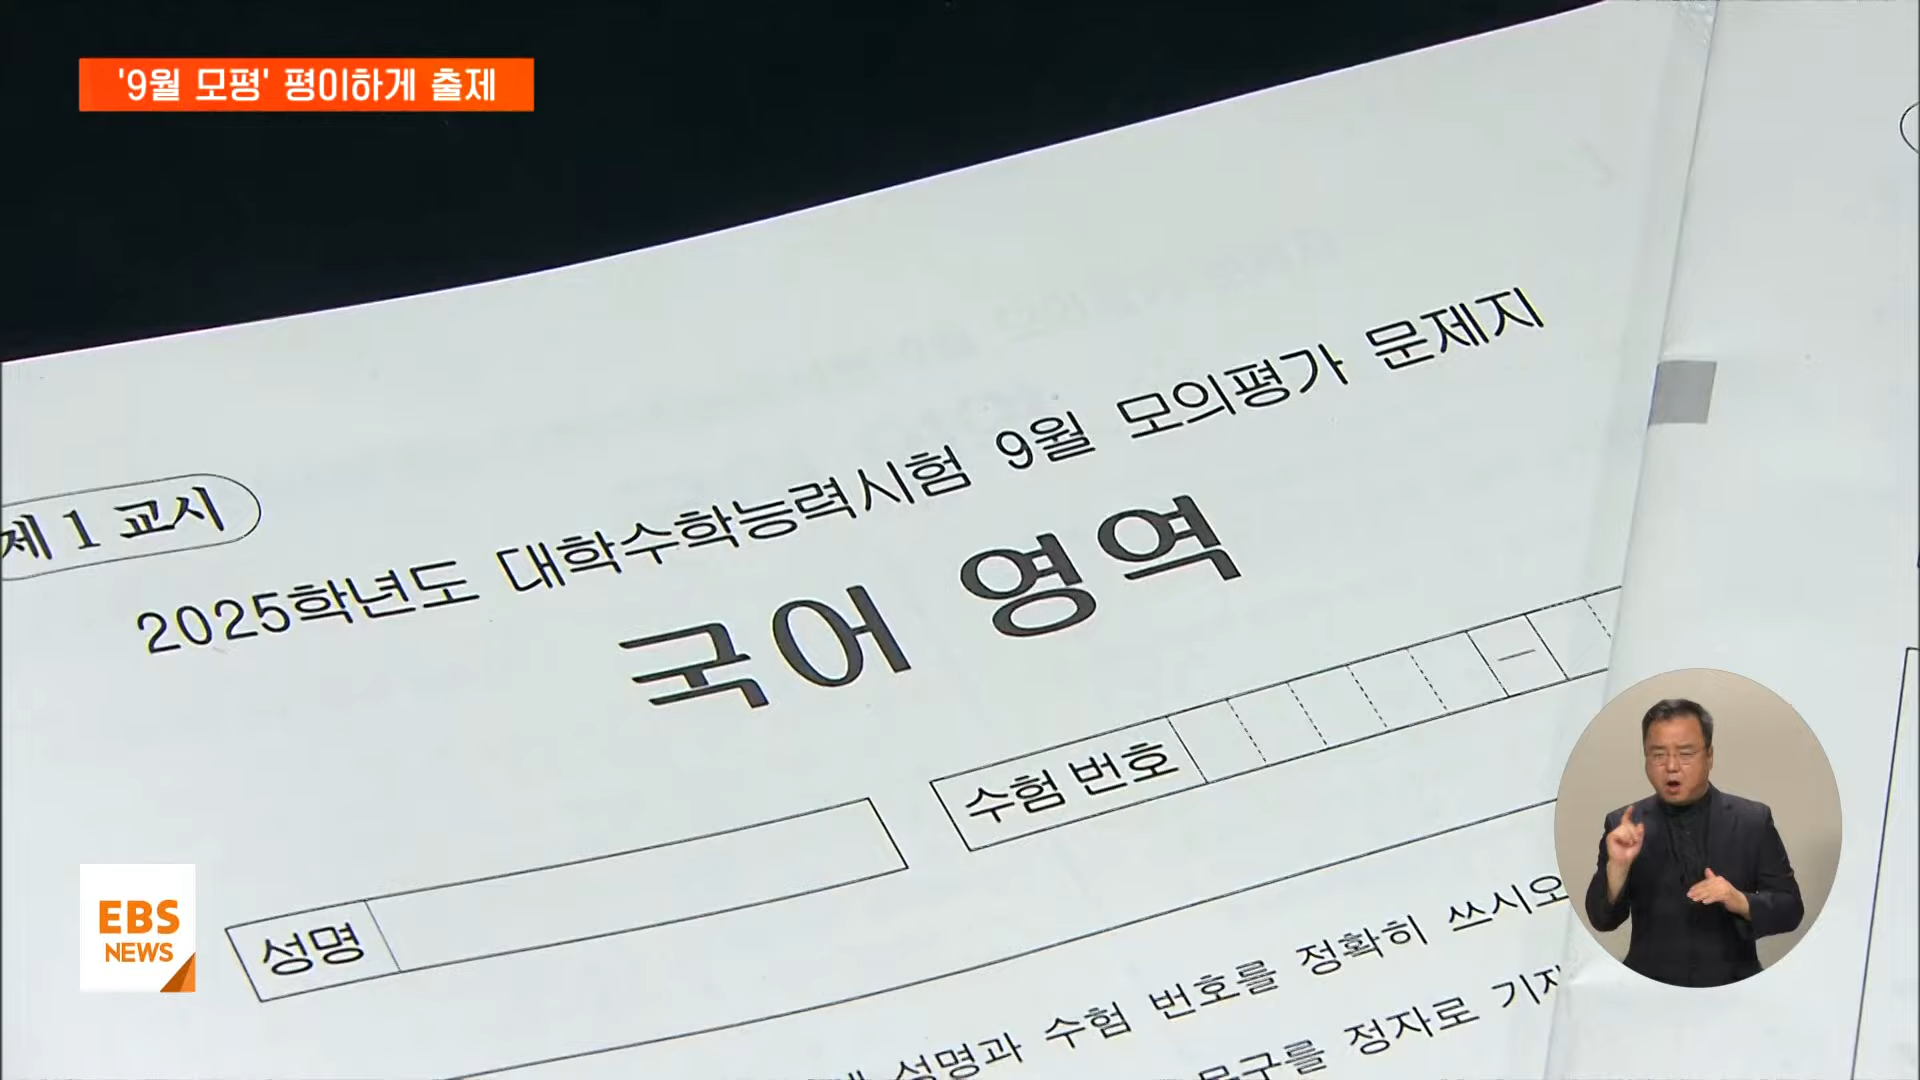 '9월 모평' 평이하게 출제
제 1 교시
2025학년도 대학수학능력시험 9월 모의평가 문제지
국어 영역
수험 번호
—
성명
성명과 수험 번호를 정확히 쓰시오
문구를 정자로
EBS
NEWS